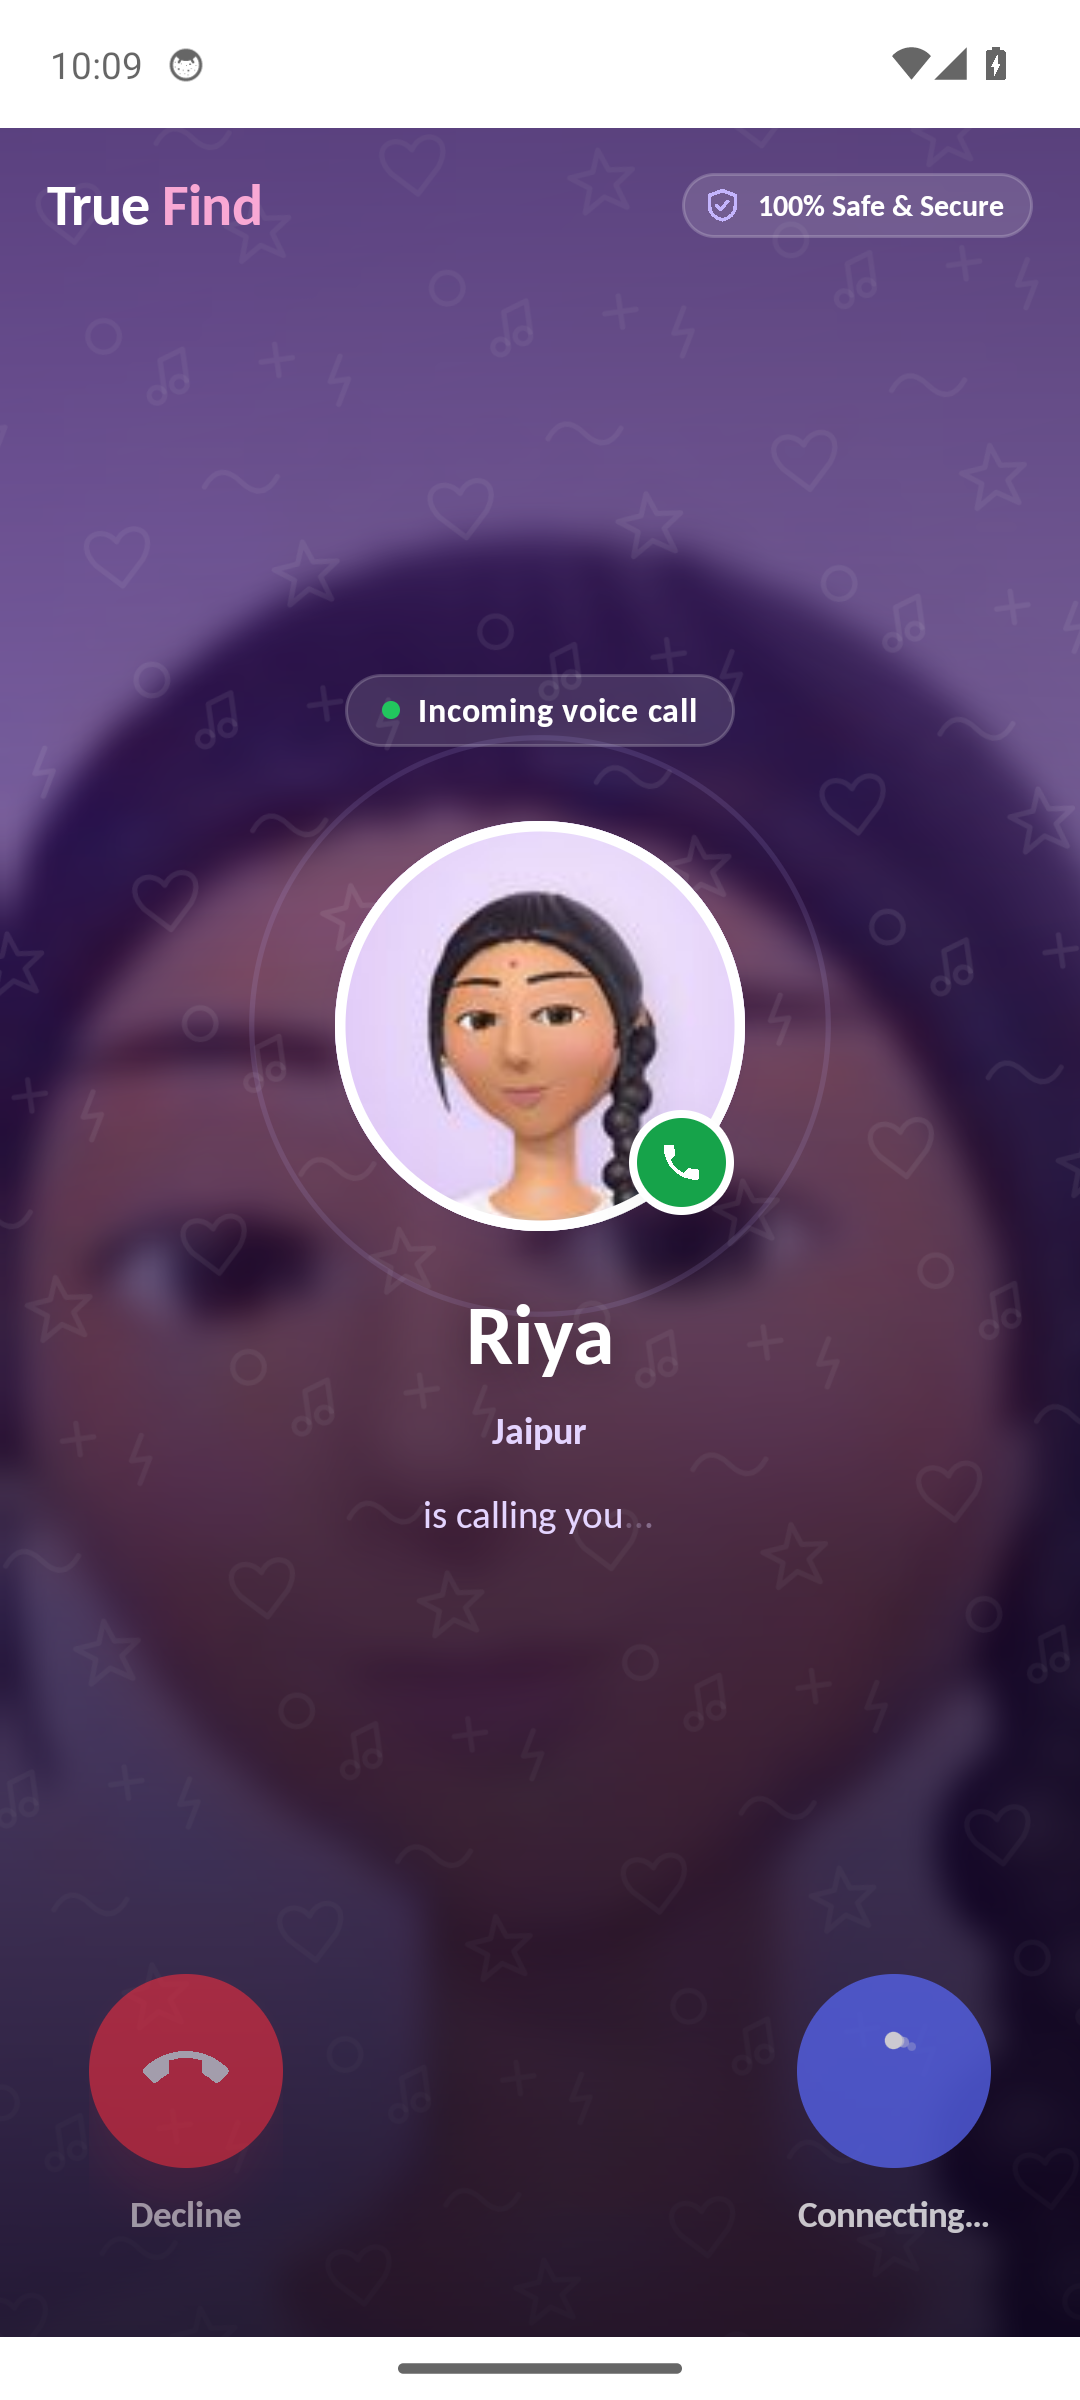 10:09
True Find
100% Safe & Secure
Incoming voice call
Riya
Jaipur
is calling you...
Decline
Connecting...